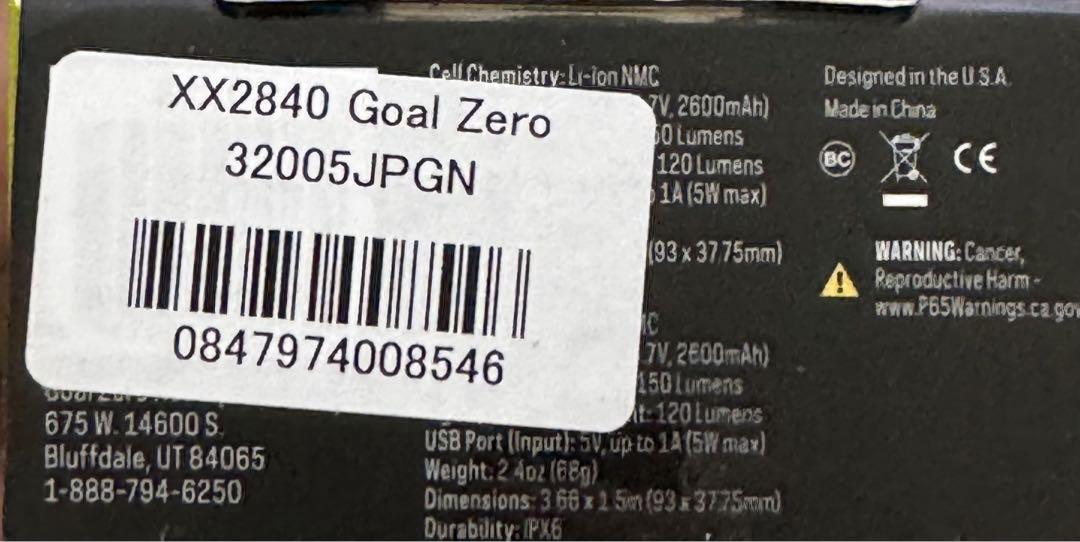 XX2840 Goal Zero
32005JPGN
0847974008546
675 W. 14600 S.
Bluffdale, UT 84065
1-888-794-6250
Cell Chemistry: Li-Ion NMC
7V, 2600mAh)
50 Lumens
120 Lumens
1A (5W max)
(93 x 37.75mm)
7V, 2600mAh)
150 Lumens
120 Lumens
USB Port (Input): 5V, up to 1A (5W max)
Weight: 2.4oz (68g)
Dimensions: 3.66 x 1.5in (93 x 37.75mm)
Durability: IPX6
Designed in the U.S.A.
Made in China
BC
CE
WARNING: Cancer,
Reproductive Harm -
www.P65Warnings.ca.gov